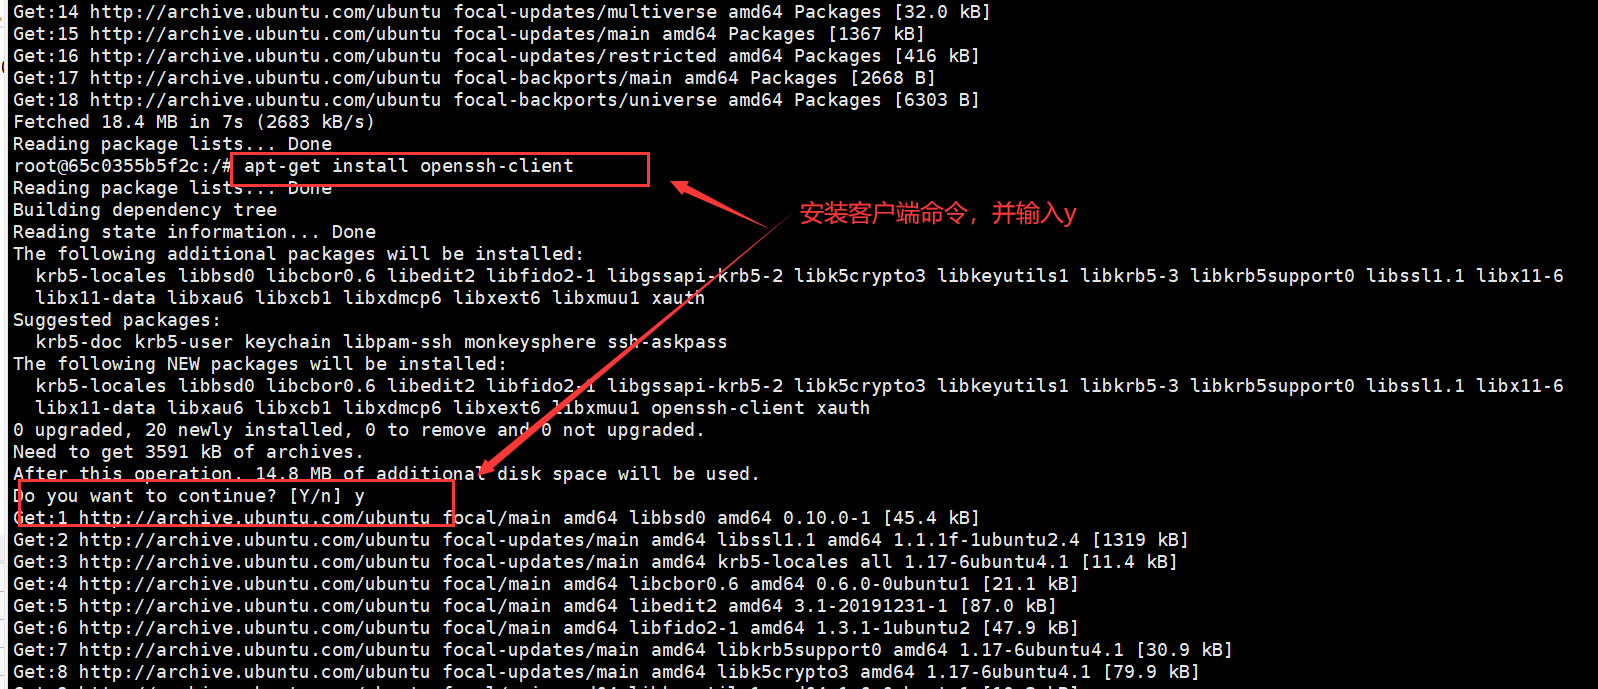 Get:14 http://archive.ubuntu.com/ubuntu focal-updates/multiverse amd64 Packages [32.0 kB]
Get:15 http://archive.ubuntu.com/ubuntu focal-updates/main amd64 Packages [1367 kB]
Get:16 http://archive.ubuntu.com/ubuntu focal-updates/restricted amd64 Packages [416 kB]
Get:17 http://archive.ubuntu.com/ubuntu focal-backports/main amd64 Packages [2668 B]
Get:18 http://archive.ubuntu.com/ubuntu focal-backports/universe amd64 Packages [6303 B]
Fetched 18.4 MB in 7s (2683 kB/s)
Reading package lists... Done
root@65c0355b5f2c:/# apt-get install openssh-client
Reading package lists... Done
Building dependency tree
安装客户端命令，并输入y
Reading state information... Done
The following additional packages will be installed:
krb5-locales libbsd0 libcbor0.6 libedit2 libfido2-1 libgssapi-krb5-2 libk5crypto3 libkeyutils1 libkrb5-3 libkrb5support0 libssl1.1 libx11-6
libx11-data libxau6 libxcb1 libxdmcp6 libxext6 libxmuu1 xauth
Suggested packages:
krb5-doc krb5-user keychain libpam-ssh monkeysphere ssh-askpass
The following NEW packages will be installed:
krb5-locales libbsd0 libcbor0.6 libedit2 libfido2-1 libgssapi-krb5-2 libk5crypto3 libkeyutils1 libkrb5-3 libkrb5support0 libssl1.1 libx11-6
libx11-data libxau6 libxcb1 libxdmcp6 libxext6 libxmuu1 openssh-client xauth
0 upgraded, 20 newly installed, 0 to remove and 0 not upgraded.
Need to get 3591 kB of archives.
After this operation, 14.8 MB of additional disk space will be used.
Do you want to continue? [Y/n] y
Get:1 http://archive.ubuntu.com/ubuntu focal/main amd64 libbsd0 amd64 0.10.0-1 [45.4 kB]
Get:2 http://archive.ubuntu.com/ubuntu focal-updates/main amd64 libssl1.1 amd64 1.1.1f-1ubuntu2.4 [1319 kB]
Get:3 http://archive.ubuntu.com/ubuntu focal-updates/main amd64 krb5-locales all 1.17-6ubuntu4.1 [11.4 kB]
Get:4 http://archive.ubuntu.com/ubuntu focal/main amd64 libcbor0.6 amd64 0.6.0-0ubuntu1 [21.1 kB]
Get:5 http://archive.ubuntu.com/ubuntu focal/main amd64 libedit2 amd64 3.1-20191231-1 [87.0 kB]
Get:6 http://archive.ubuntu.com/ubuntu focal/main amd64 libfido2-1 amd64 1.3.1-1ubuntu2 [47.9 kB]
Get:7 http://archive.ubuntu.com/ubuntu focal-updates/main amd64 libkrb5support0 amd64 1.17-6ubuntu4.1 [30.9 kB]
Get:8 http://archive.ubuntu.com/ubuntu focal-updates/main amd64 libk5crypto3 amd64 1.17-6ubuntu4.1 [79.9 kB]